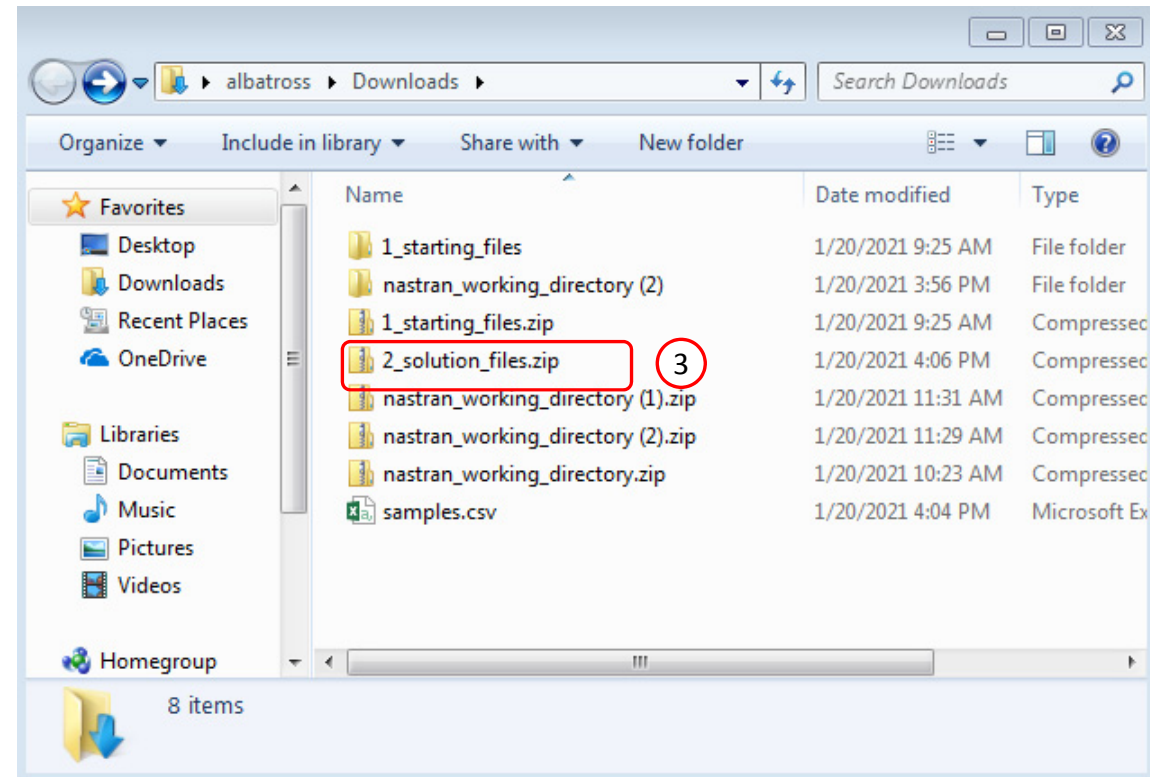 albatross Downloads Search Downloads
Organize Include in library Share with New folder
Favorites
Desktop
Downloads
Recent Places
OneDrive
Libraries
Documents
Music
Pictures
Videos
Homegroup
Name Date modified Type
1_starting_files 1/20/2021 9:25 AM File folder
nastran_working_directory (2) 1/20/2021 3:56 PM File folder
1_starting_files.zip 1/20/2021 9:25 AM Compressed
2_solution_files.zip 3 1/20/2021 4:06 PM Compressed
nastran_working_directory (1).zip 1/20/2021 11:31 AM Compressed
nastran_working_directory (2).zip 1/20/2021 11:29 AM Compressed
nastran_working_directory.zip 1/20/2021 10:23 AM Compressed
samples.csv 1/20/2021 4:04 PM Microsoft Ex
8 items